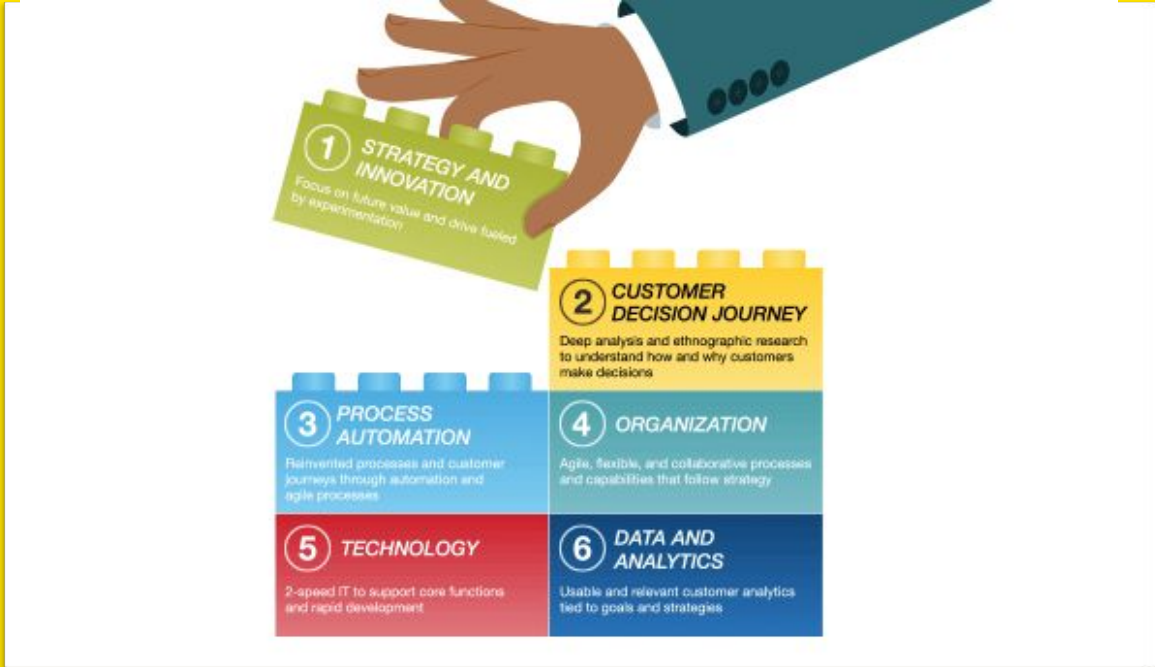 1
STRATEGY AND
INNOVATION
Focus on future value and drive fueled
by experimentation
2
CUSTOMER
DECISION JOURNEY
Deep analysis and ethnographic research
to understand how and why customers
make decisions
3
PROCESS
AUTOMATION
Reinvented processes and customer
journeys through automation and
agile processes
4
ORGANIZATION
Agile, flexible, and collaborative processes
and capabilities that follow strategy
5
TECHNOLOGY
2-speed IT to support core functions
and rapid development
6
DATA AND
ANALYTICS
Usable and relevant customer analytics
tied to goals and strategies